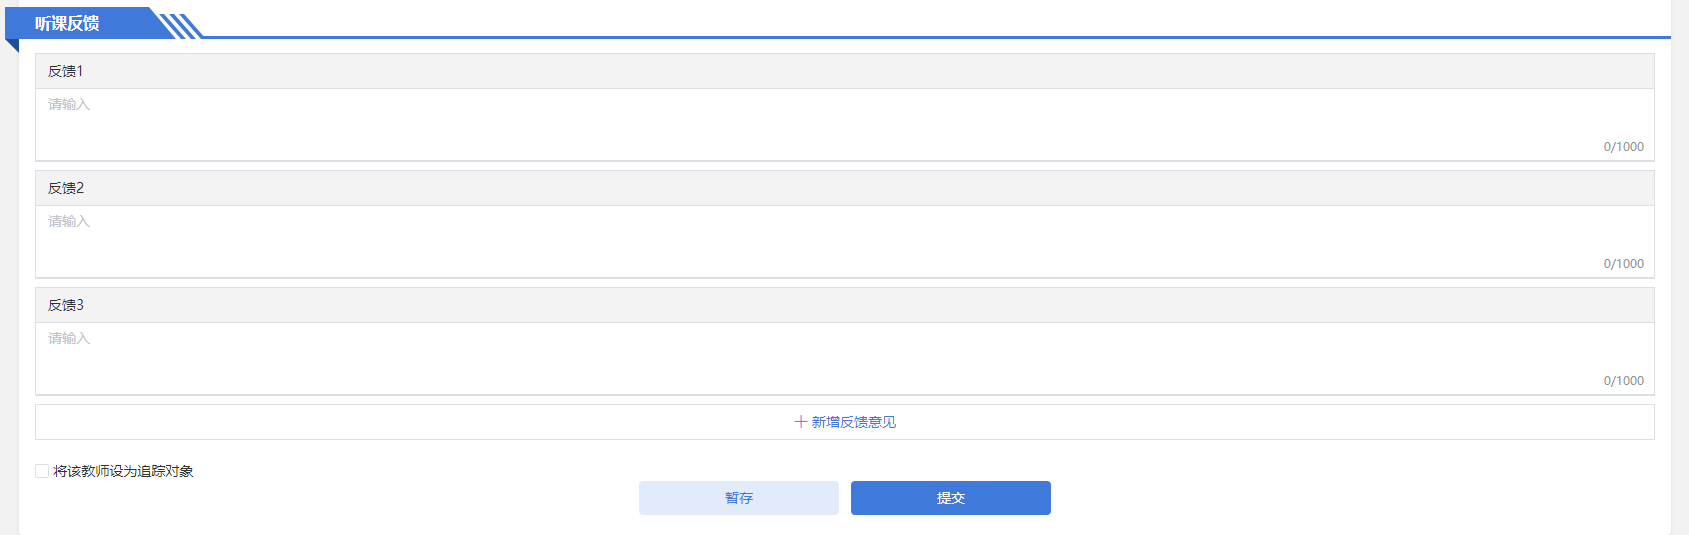 听课反馈
反馈1
请输入
0/1000
反馈2
请输入
0/1000
反馈3
请输入
0/1000
新增反馈意见
将该教师设为追踪对象
暂存 提交